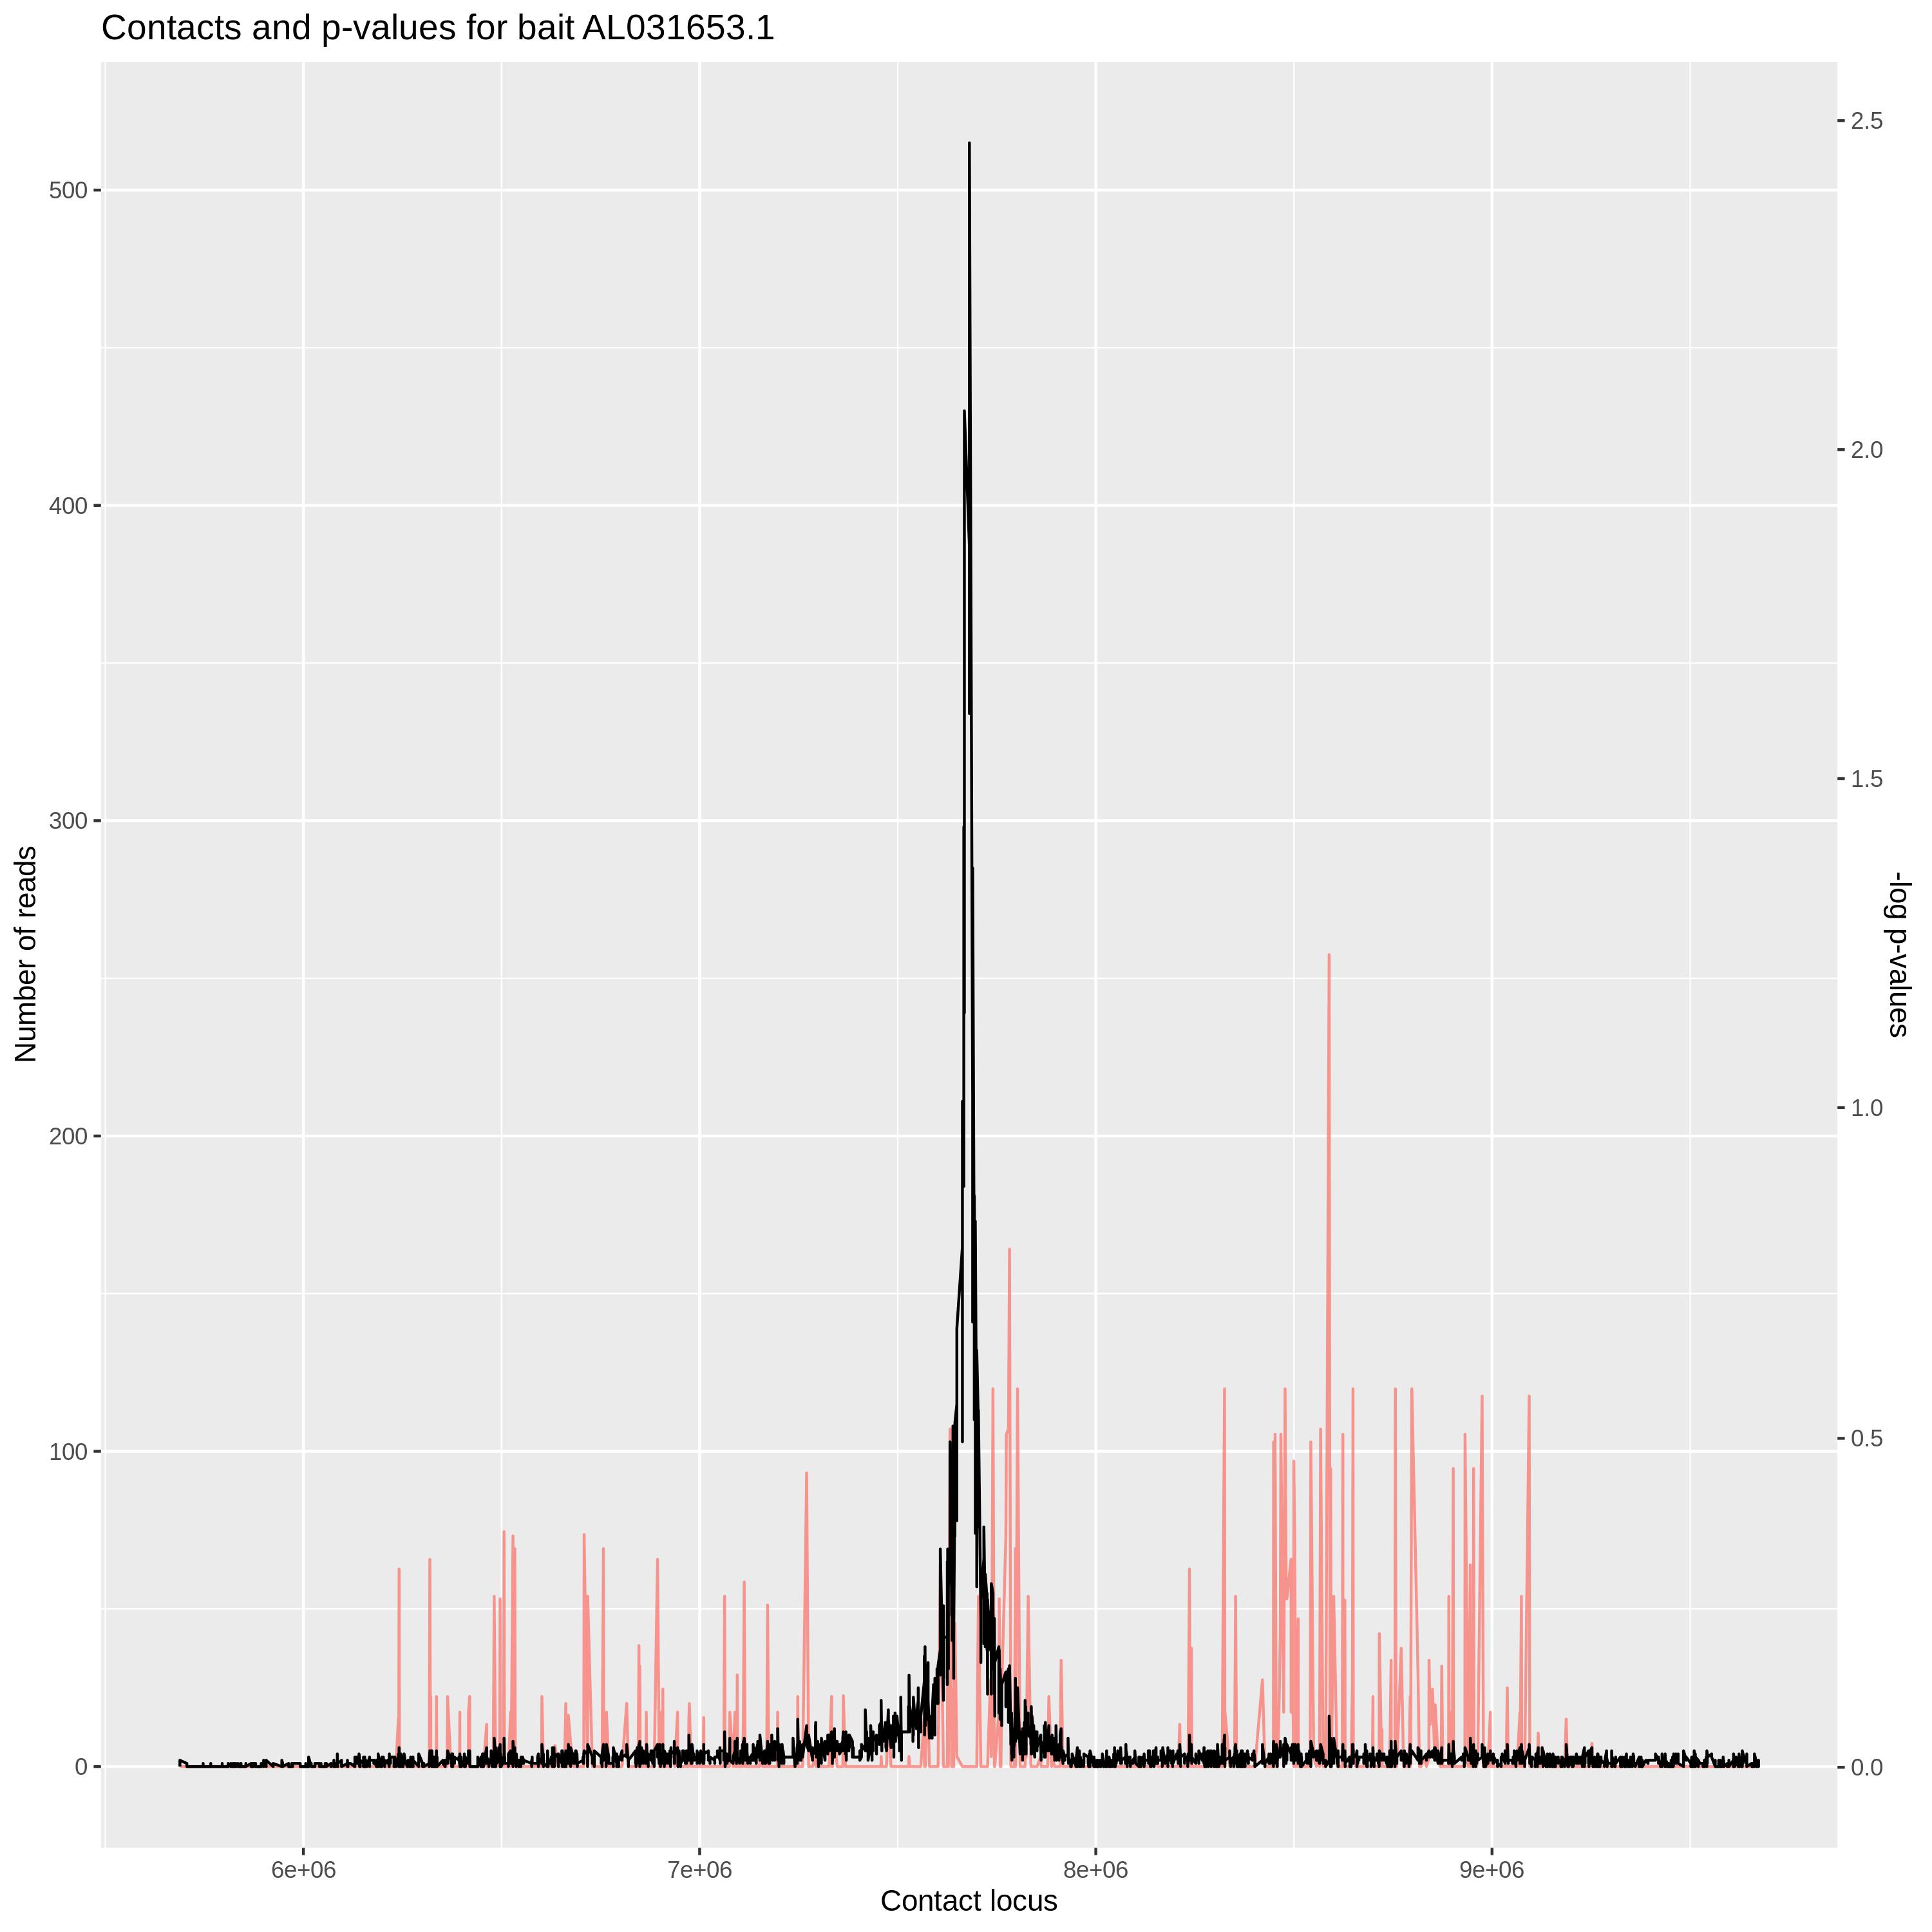 Contacts and p-values for bait AL031653.1
500
400
300
200
100
0
Number of reads
2.5
2.0
1.5
1.0
0.5
0.0
-log p-values
6e+06
7e+06
8e+06
9e+06
Contact locus